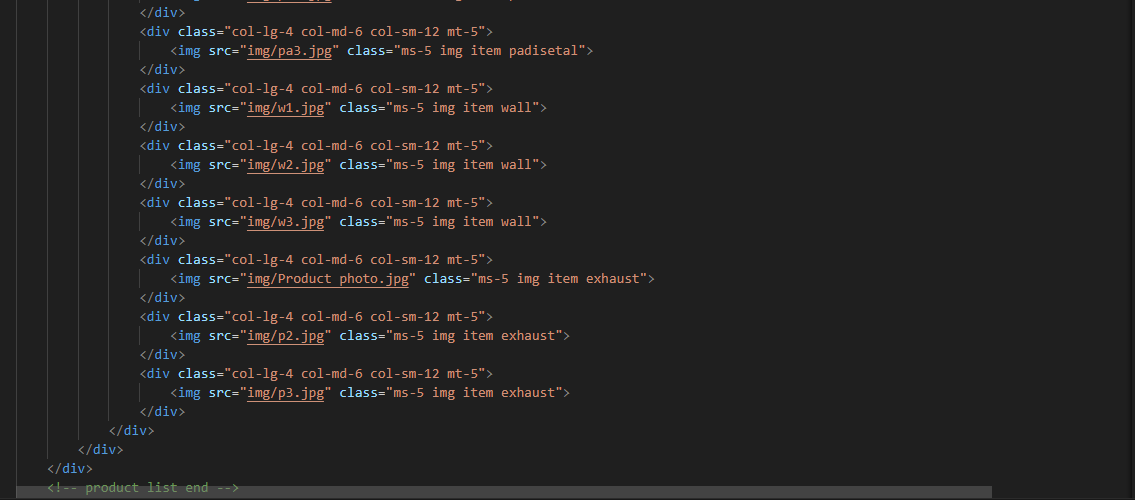 </div>
<div class="col-lg-4 col-md-6 col-sm-12 mt-5">
<img src="img/pa3.jpg" class="ms-5 img item padisetal">
</div>
<div class="col-lg-4 col-md-6 col-sm-12 mt-5">
<img src="img/w1.jpg" class="ms-5 img item wall">
</div>
<div class="col-lg-4 col-md-6 col-sm-12 mt-5">
<img src="img/w2.jpg" class="ms-5 img item wall">
</div>
<div class="col-lg-4 col-md-6 col-sm-12 mt-5">
<img src="img/w3.jpg" class="ms-5 img item wall">
</div>
<div class="col-lg-4 col-md-6 col-sm-12 mt-5">
<img src="img/Product photo.jpg" class="ms-5 img item exhaust">
</div>
<div class="col-lg-4 col-md-6 col-sm-12 mt-5">
<img src="img/p2.jpg" class="ms-5 img item exhaust">
</div>
<div class="col-lg-4 col-md-6 col-sm-12 mt-5">
<img src="img/p3.jpg" class="ms-5 img item exhaust">
</div>
</div>
</div>
</div>
<!-- product list end -->